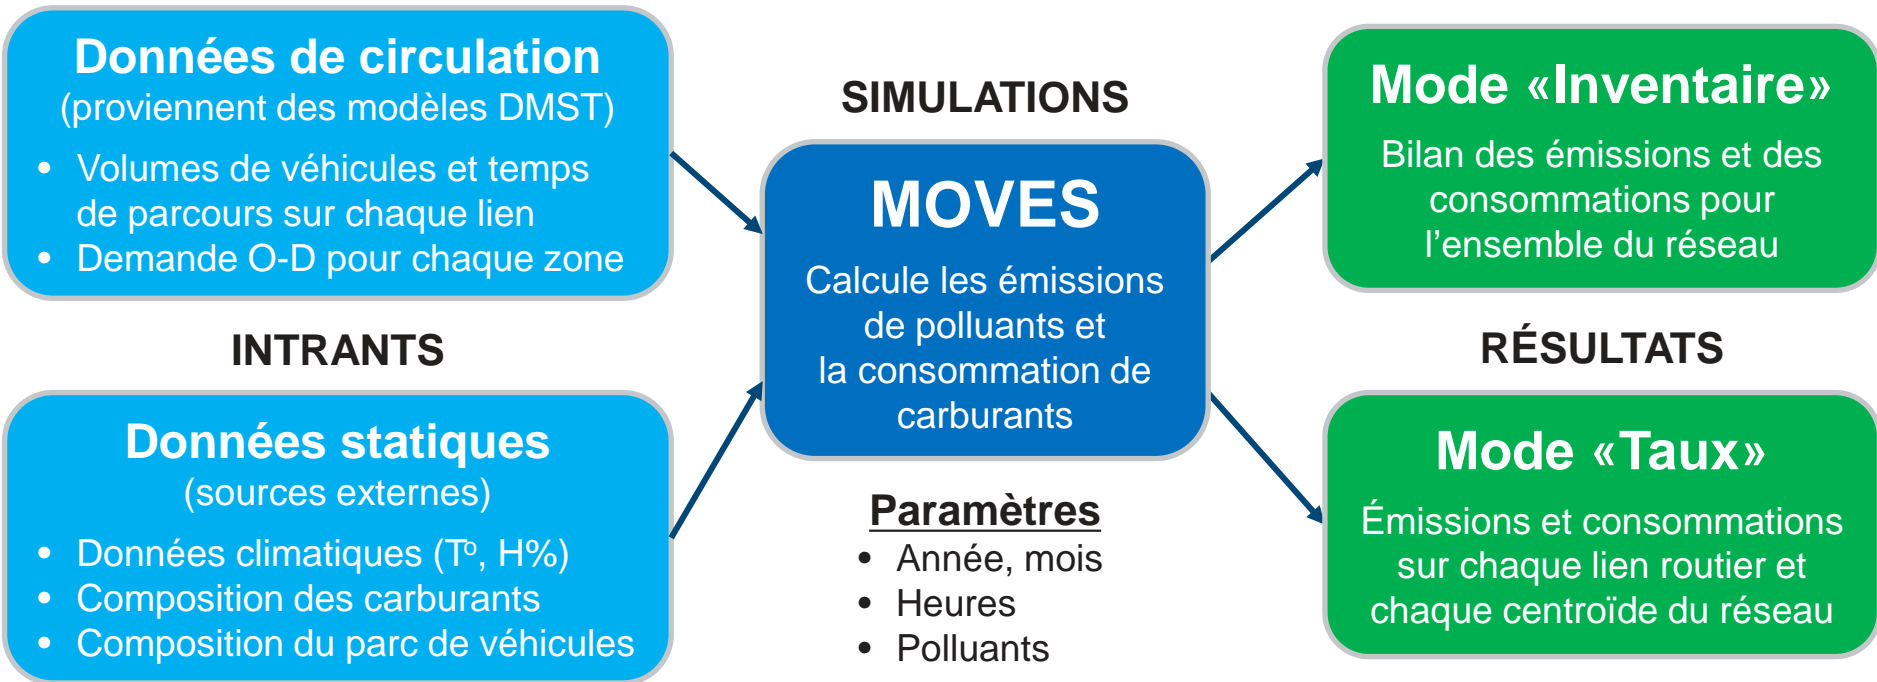 Données de circulation
(proviennent des modèles DMST)
• Volumes de véhicules et temps
de parcours sur chaque lien
• Demande O-D pour chaque zone
INTRANTS
Données statiques
(sources externes)
• Données climatiques (Tº, H%)
• Composition des carburants
• Composition du parc de véhicules
SIMULATIONS
MOVES
Calcule les émissions
de polluants et
la consommation de
carburants
Paramètres
• Année, mois
• Heures
• Polluants
Mode «Inventaire»
Bilan des émissions et des
consommations pour
l’ensemble du réseau
RÉSULTATS
Mode «Taux»
Émissions et consommations
sur chaque lien routier et
chaque centroïde du réseau